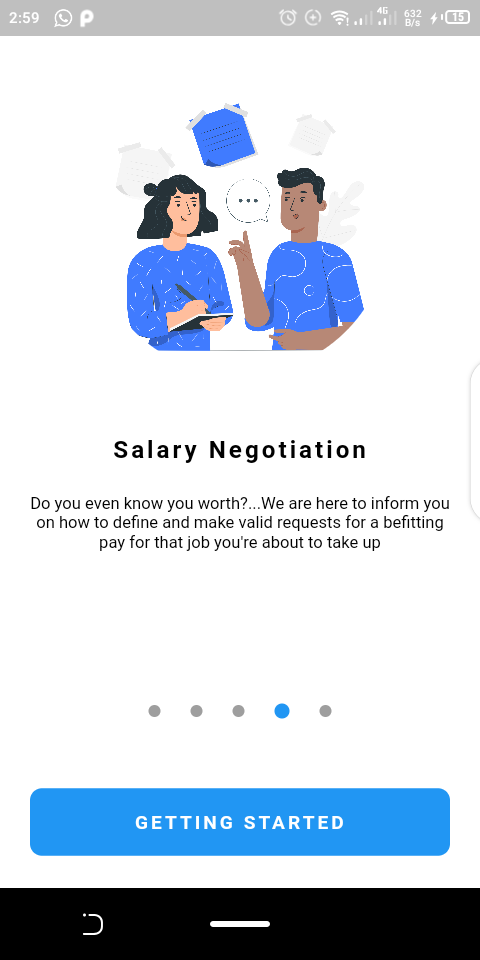 2:59
4G
632
B/s
15
Salary Negotiation
Do you even know you worth?...We are here to inform you
on how to define and make valid requests for a befitting
pay for that job you're about to take up
GETTING STARTED